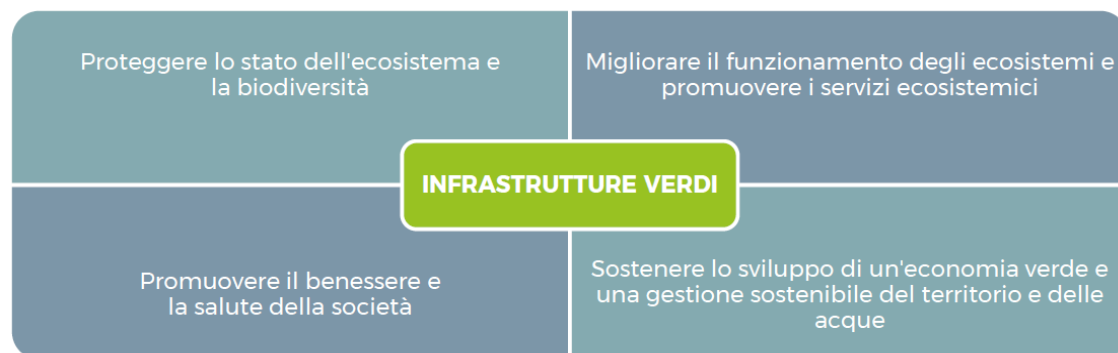 Proteggere lo stato dell'ecosistema e
la biodiversità
Migliorare il funzionamento degli ecosistemi e
promuovere i servizi ecosistemici
INFRASTRUTTURE VERDI
Promuovere il benessere e
la salute della società
Sostenere lo sviluppo di un'economia verde e
una gestione sostenibile del territorio e delle
acque